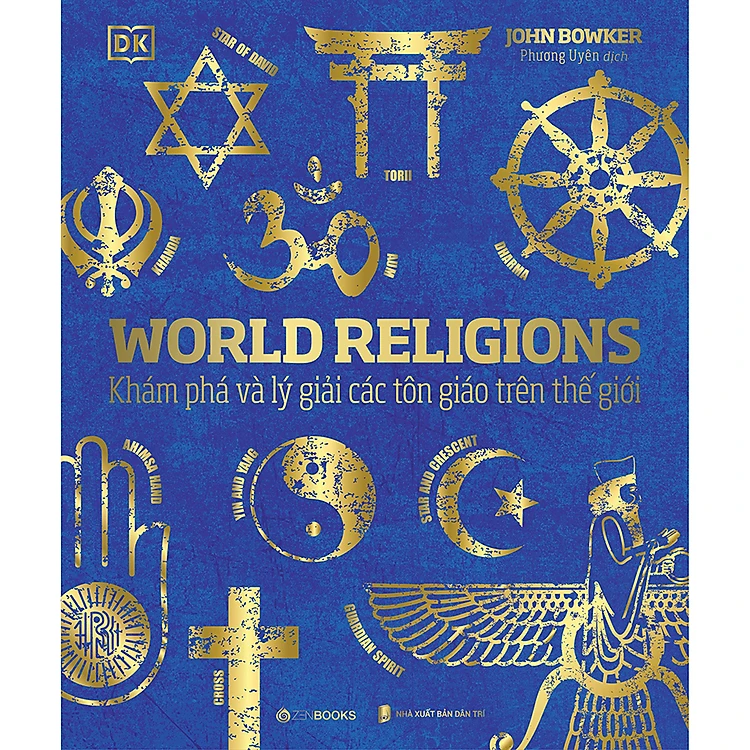 DK
STAR OF DAVID
JOHN BOWKER
Phương Uyên dịch
TORII
KHANDA
AUM
DHARMA
WORLD RELIGIONS
Khám phá và lý giải các tôn giáo trên thế giới
AHIMSA HAND
YIN AND YANG
STAR AND CRESCENT
GUARDIAN SPIRIT
CROSS
ZENBOOKS
NHÀ XUẤT BẢN DÂN TRÍ